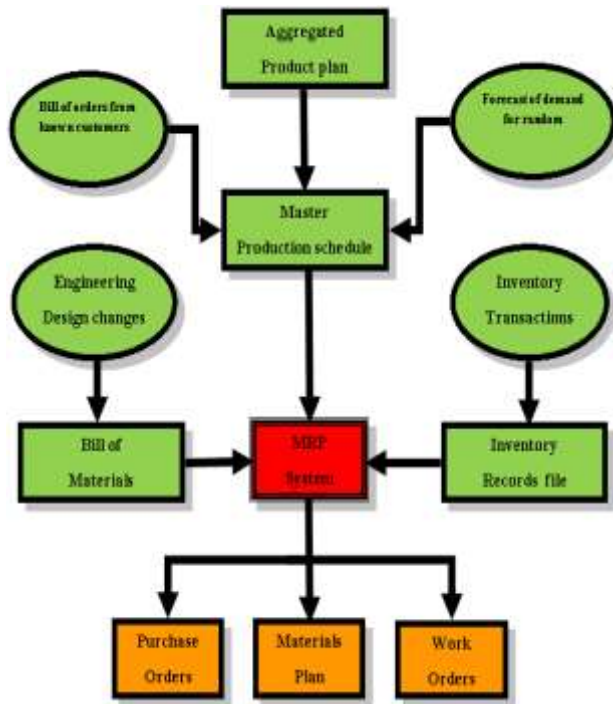 Aggregated
Product plan
Bill of orders from
known customers
Forecast of demand
for random
Master
Production schedule
Engineering
Design changes
Inventory
Transactions
Bill of
Materials
MRP
System
Inventory
Records file
Purchase
Orders
Materials
Plan
Work
Orders